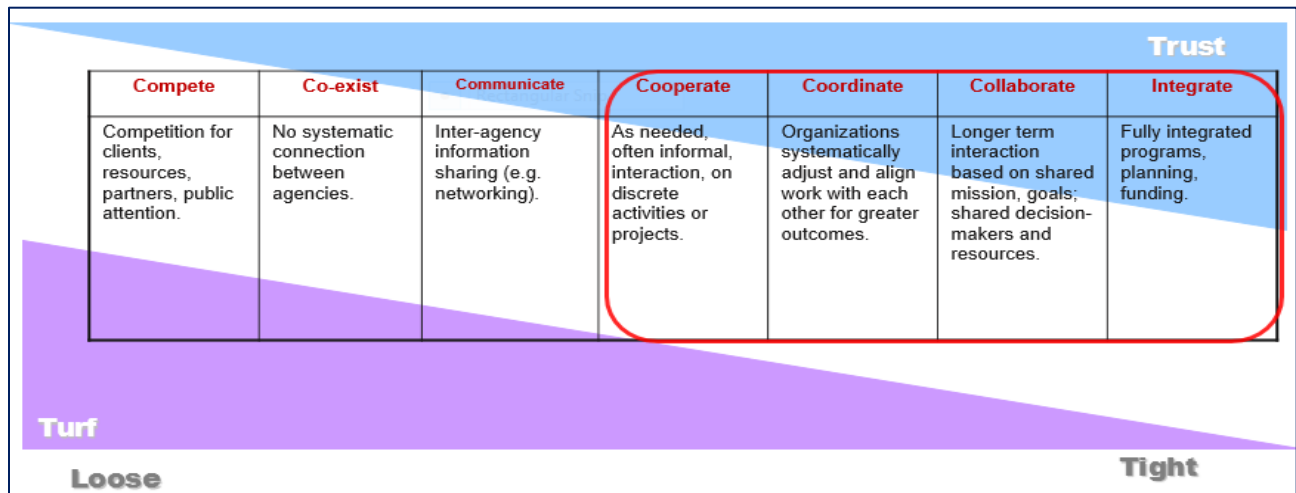 Trust
Compete
Co-exist
Communicate
Cooperate
Coordinate
Collaborate
Integrate
Competition for
clients,
resources,
partners, public
attention.
No systematic
connection
between
agencies.
Inter-agency
information
sharing (e.g.
networking).
As needed,
often informal,
interaction, on
discrete
activities or
projects.
Organizations
systematically
adjust and align
work with each
other for greater
outcomes.
Longer term
interaction
based on shared
mission, goals;
shared decision-
makers and
resources.
Fully integrated
programs,
planning,
funding.
Turf
Loose
Tight